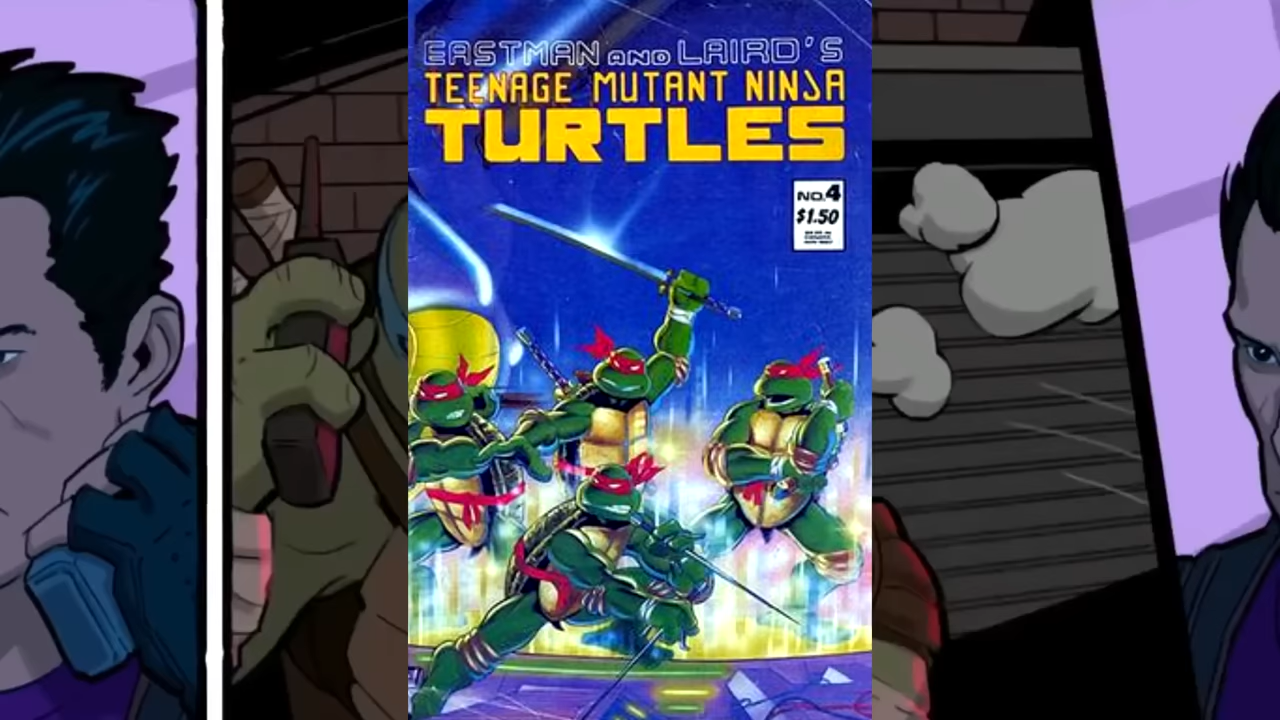 EASTMAN AND LAIRD'S
TEENAGE MUTANT NINJA
TURTLES
NO.4
$1.50